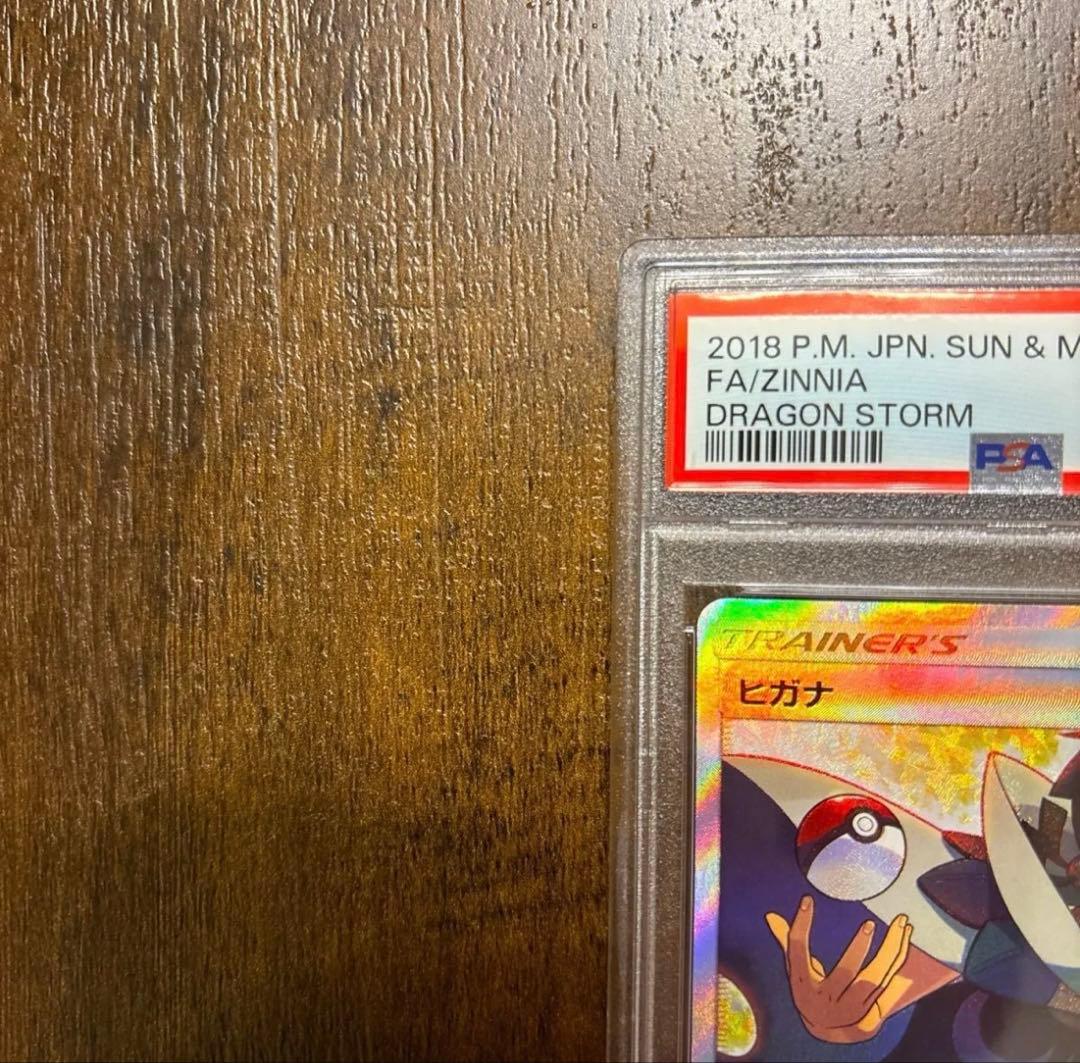 2018 P.M. JPN. SUN & M
FA/ZINNIA
DRAGON STORM
PSA
TRAINER'S
ヒガナ